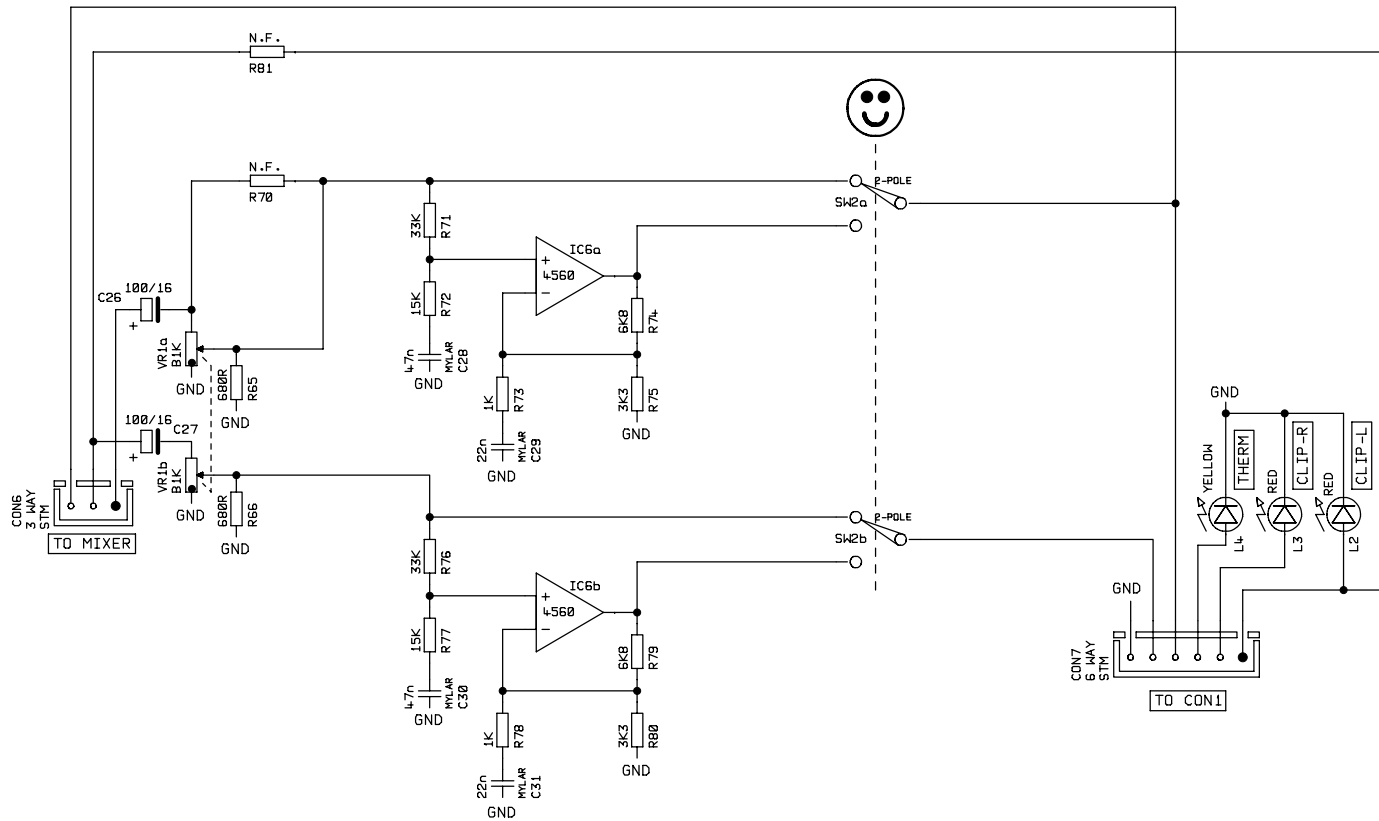 N.F.
R81
N.F.
R70
2-POLE
SW2a
33K
R71
IC6a
+
4560
−
15K
R72
6K8
R74
C26
100/16
+
VR1a
B1K
GND
680R
R65
GND
47n
MYLAR
C28
GND
1K
R73
3K3
R75
GND
22n
MYLAR
C29
GND
100/16
C27
+
VR1b
B1K
GND
680R
R66
GND
CON6
3 WAY
STM
TO MIXER
2-POLE
SW2b
33K
R76
IC6b
+
4560
−
15K
R77
6K8
R79
47n
MYLAR
C30
GND
1K
R78
3K3
R80
GND
22n
MYLAR
C31
GND
GND
YELLOW
THERM
RED
CLIP-R
RED
CLIP-L
L4
L3
L2
GND
CON7
6 WAY
STM
TO CON1